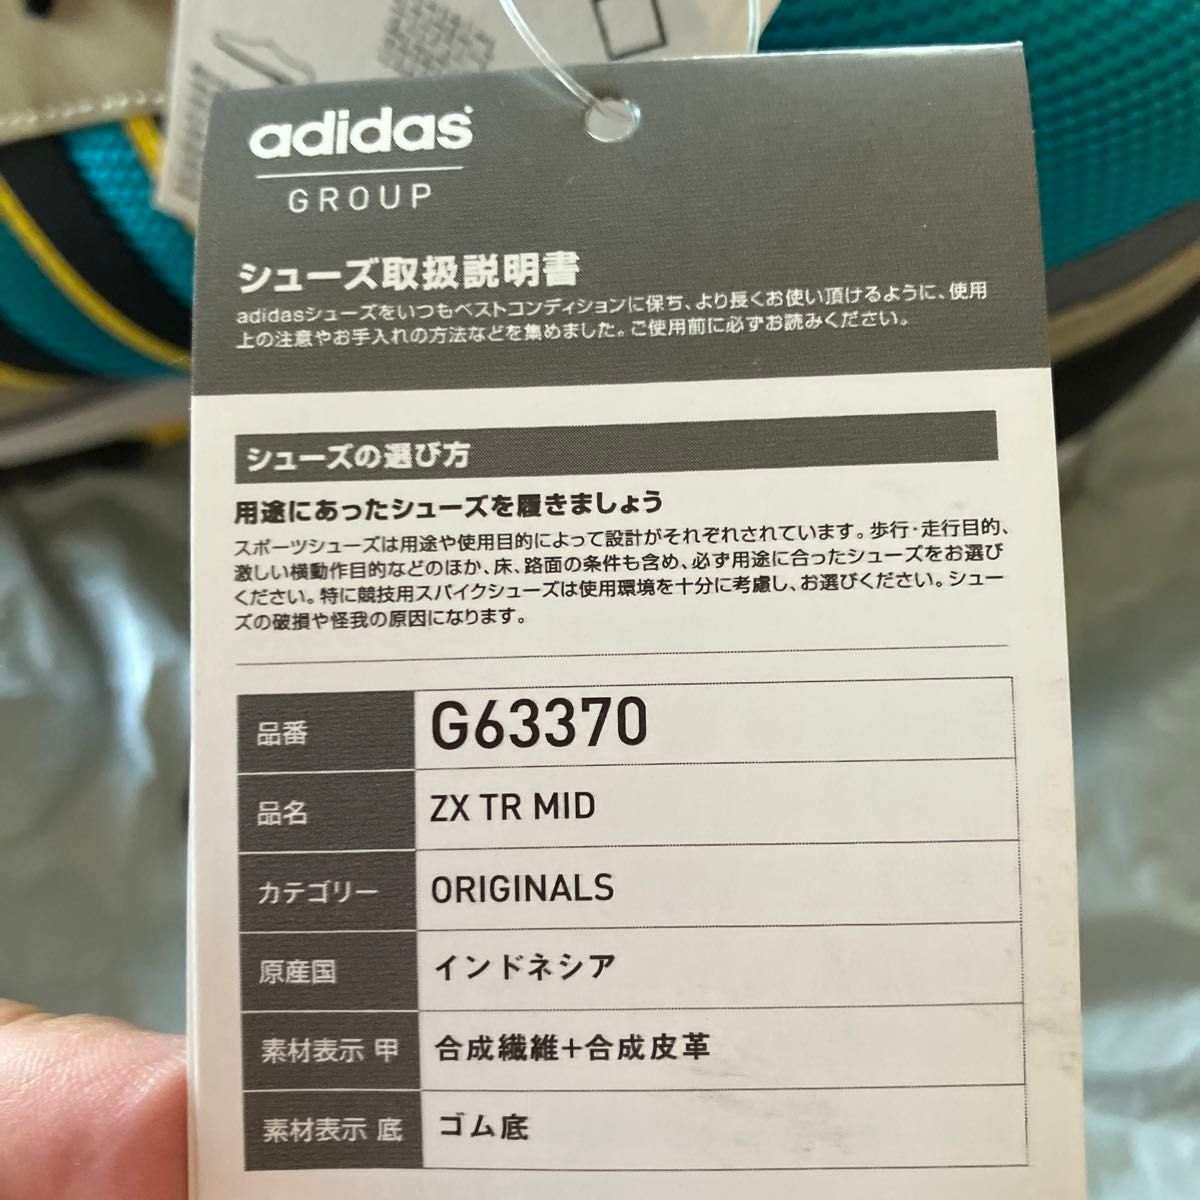 adidas
GROUP
シューズ取扱説明書
adidasシューズをいつもベストコンディションに保ち、より長くお使い頂けるように、使用
上の注意やお手入れの方法などを集めました。ご使用前に必ずお読みください。
シューズの選び方
用途にあったシューズを履きましょう
スポーツシューズは用途や使用目的によって設計がそれぞれされています。歩行・走行目的、
激しい横動作目的などのほか、床、路面の条件も含め、必ず用途に合ったシューズをお選び
ください。特に競技用スパイクシューズは使用環境を十分に考慮し、お選びください。シュー
ズの破損や怪我の原因になります。
品番 G63370
品名 ZX TR MID
カテゴリー ORIGINALS
原産国 インドネシア
素材表示 甲 合成繊維+合成皮革
素材表示 底 ゴム底